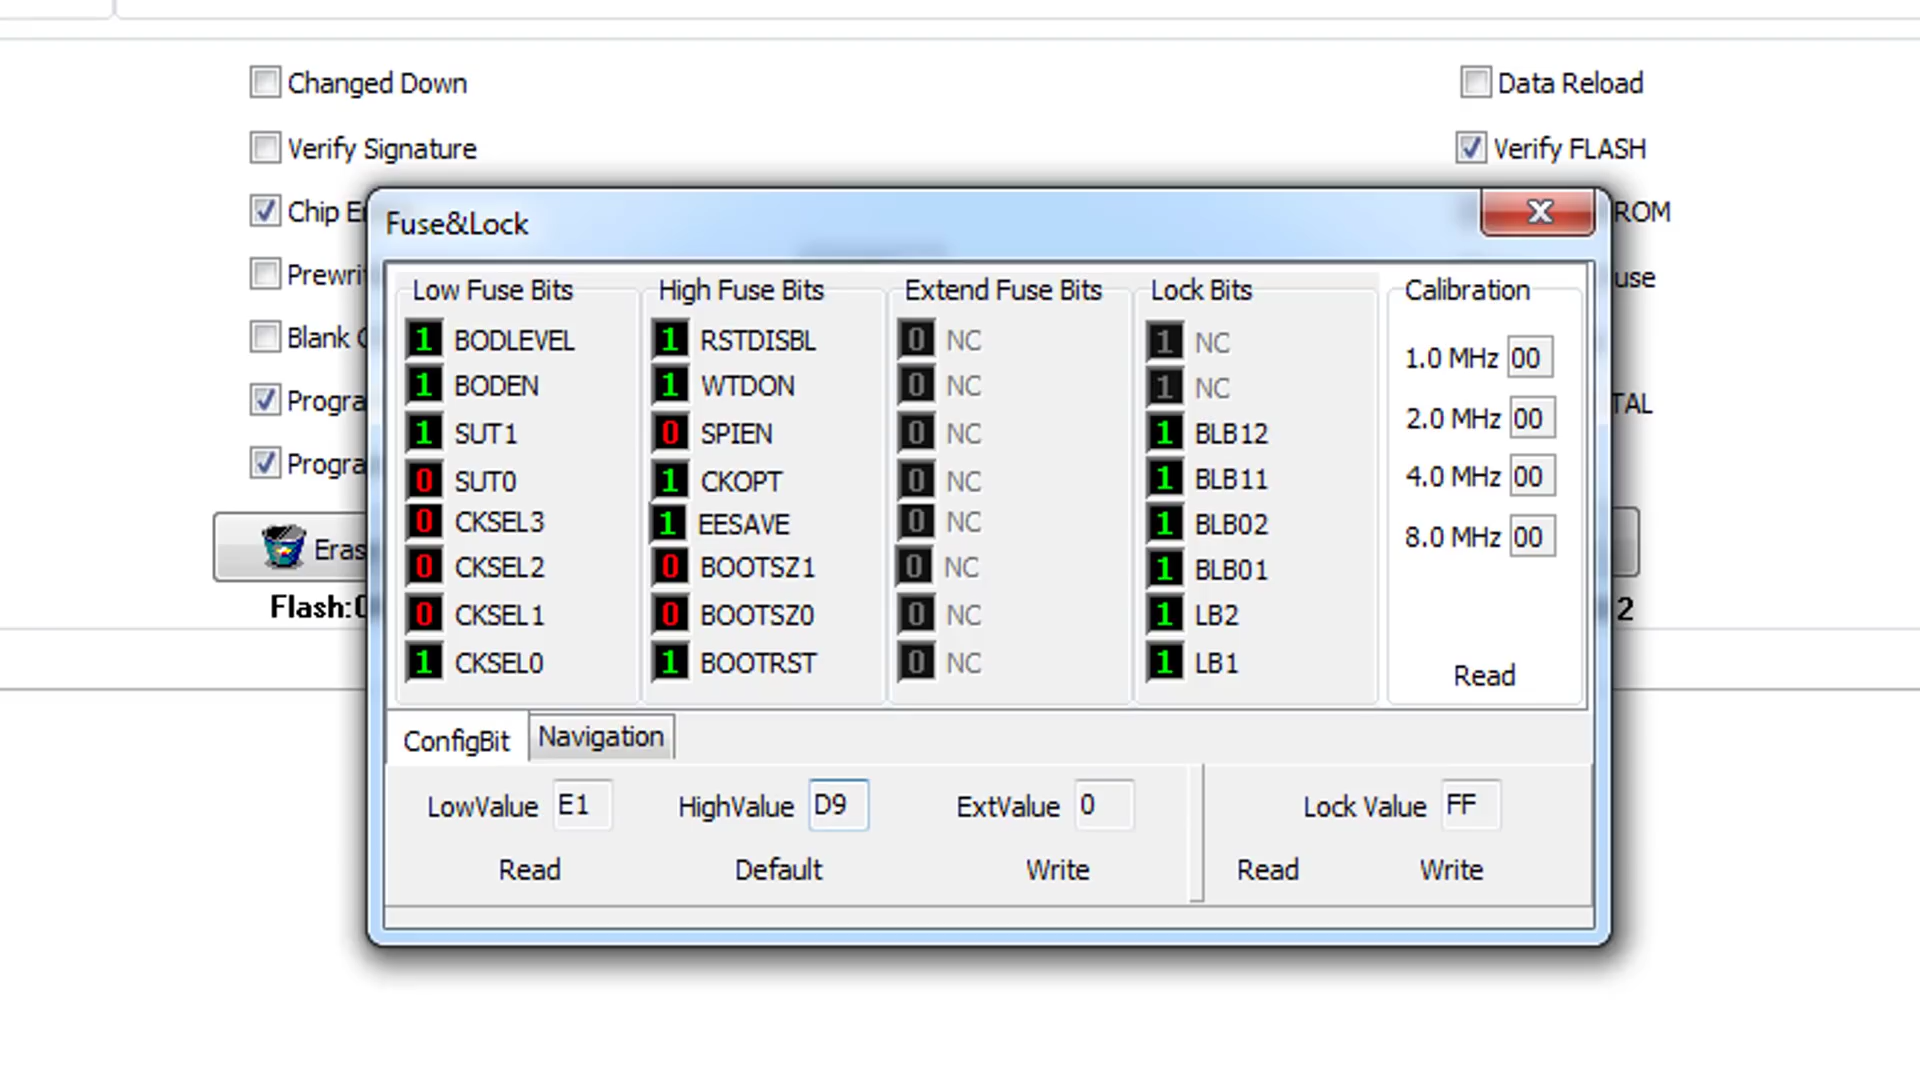 Changed Down
Data Reload
Verify Signature
Verify FLASH
Chip E
ROM
Fuse&Lock
Prewri
use
Blank
Progra
TAL
Progra
Eras
Flash:
2
X
Low Fuse Bits
1 BODLEVEL
1 BODEN
1 SUT1
0 SUT0
0 CKSEL3
0 CKSEL2
0 CKSEL1
1 CKSEL0
High Fuse Bits
1 RSTDISBL
1 WTDON
0 SPIEN
1 CKOPT
1 EESAVE
0 BOOTSZ1
0 BOOTSZ0
1 BOOTRST
Extend Fuse Bits
0 NC
0 NC
0 NC
0 NC
0 NC
0 NC
0 NC
0 NC
Lock Bits
1 NC
1 NC
1 BLB12
1 BLB11
1 BLB02
1 BLB01
1 LB2
1 LB1
Calibration
1.0 MHz 00
2.0 MHz 00
4.0 MHz 00
8.0 MHz 00
Read
ConfigBit Navigation
LowValue E1 HighValue D9 ExtValue 0 Lock Value FF
Read Default Write Read Write